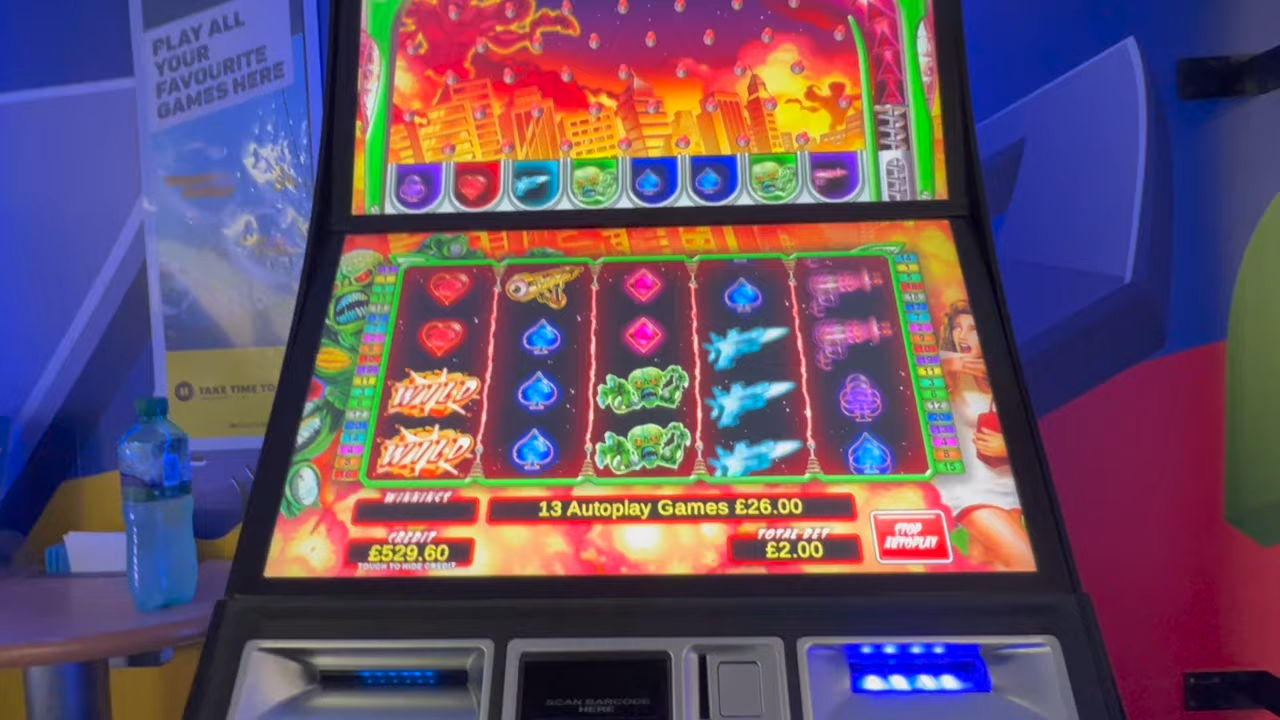 PLAY ALL
YOUR
FAVOURITE
GAMES HERE
TAKE TIME TO
WILD
WILD
WINNINGS
13 Autoplay Games £26.00
CREDIT
£529.60
TOUCH TO HIDE CREDIT
TOTAL BET
£2.00
STOP
AUTOPLAY
SCAN BARCODE
HERE